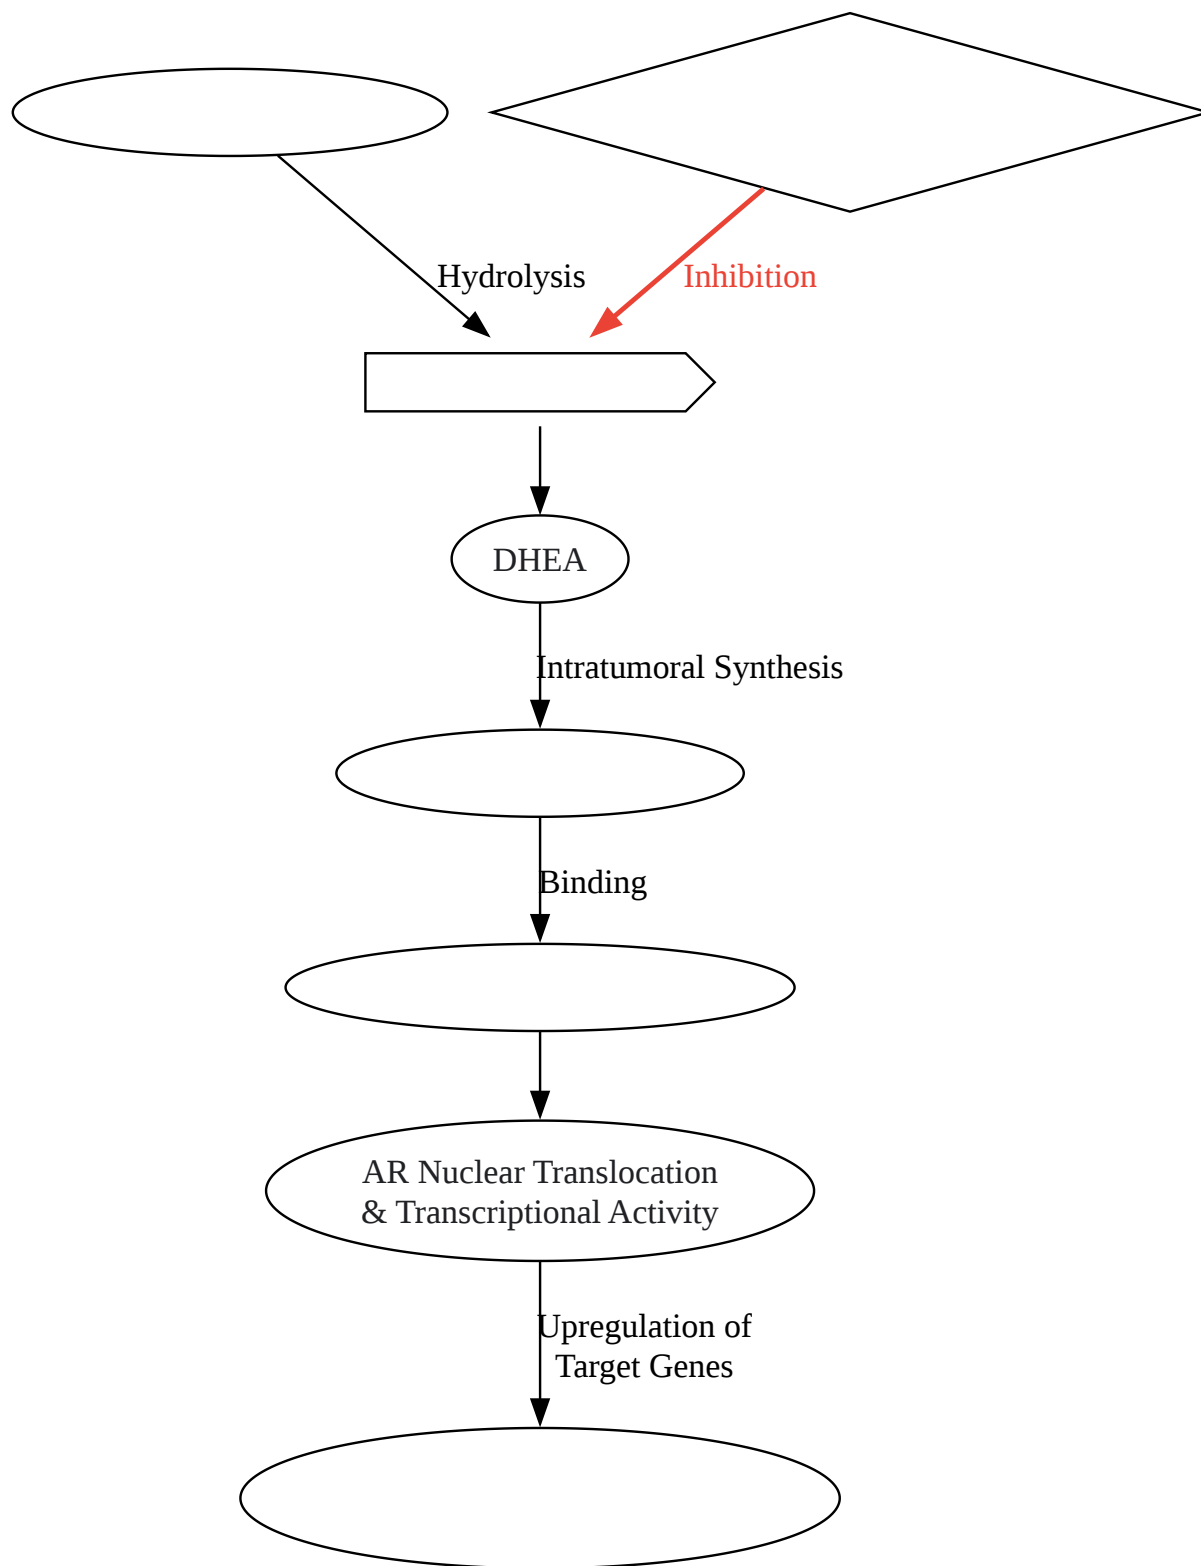 Hydrolysis
Inhibition
DHEA
Intratumoral Synthesis
Binding
AR Nuclear Translocation
& Transcriptional Activity
Upregulation of
Target Genes